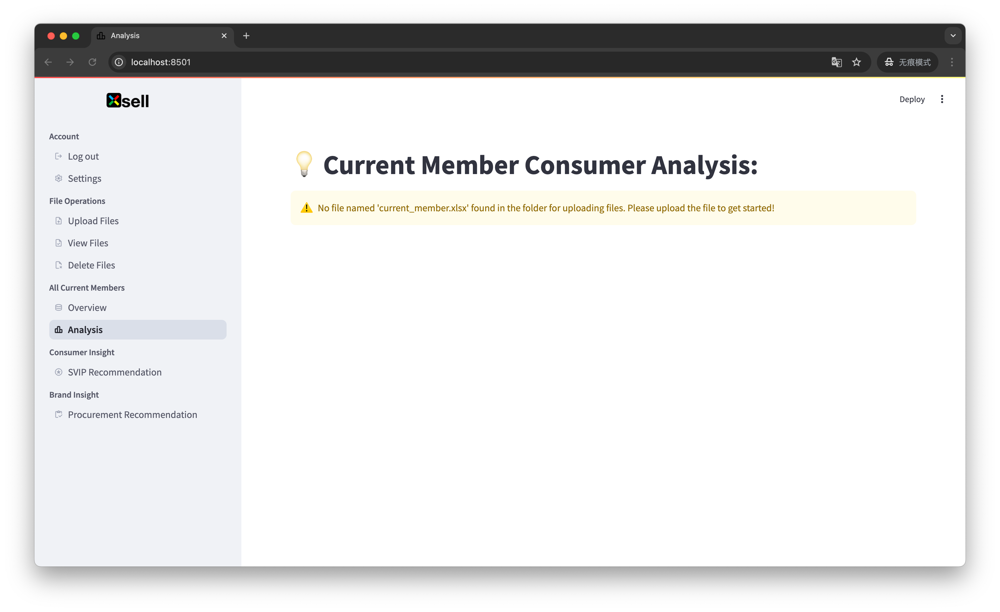 Analysis
localhost:8501
无痕模式
Xsell
Deploy
Account
Log out
Settings
File Operations
Upload Files
View Files
Delete Files
All Current Members
Overview
Analysis
Consumer Insight
SVIP Recommendation
Brand Insight
Procurement Recommendation
Current Member Consumer Analysis:
No file named 'current_member.xlsx' found in the folder for uploading files. Please upload the file to get started!